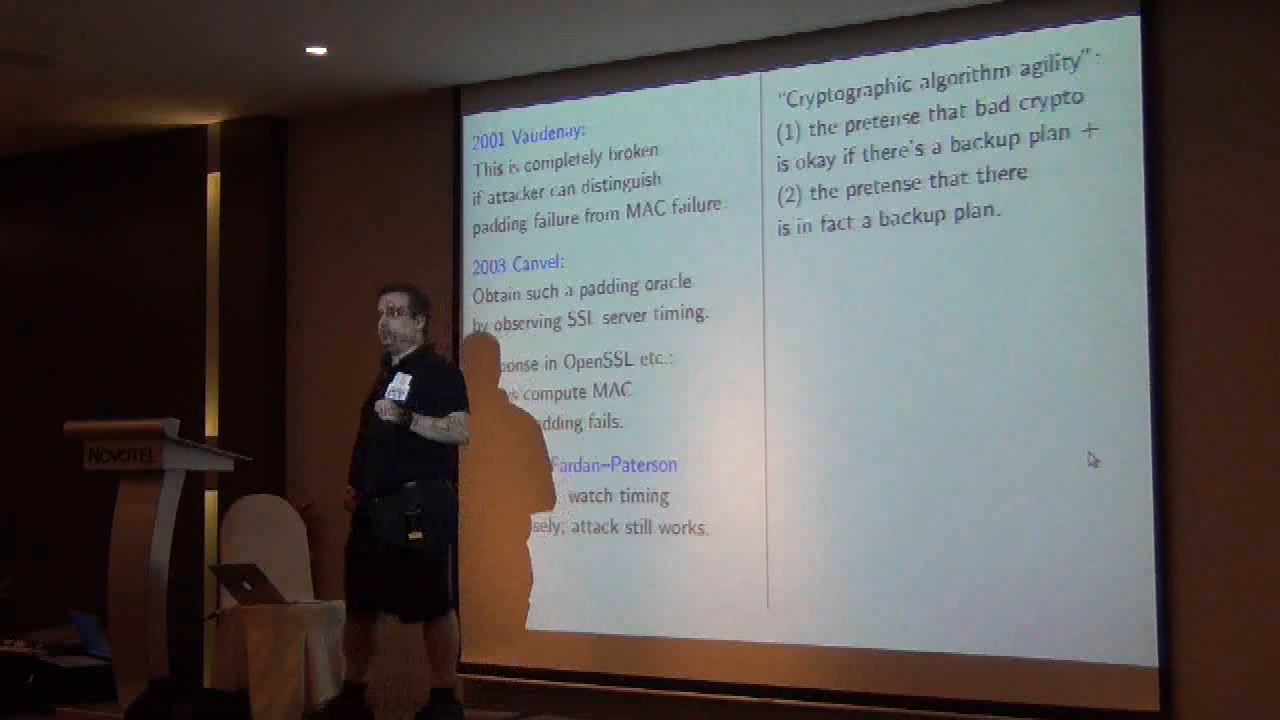 2001 Vaudenay:
This is completely broken
if attacker can distinguish
padding failure from MAC failure.
2003 Canvel:
Obtain such a padding oracle
by observing SSL server timing.
ponse in OpenSSL etc.:
compute MAC
dding fails.
Fardan–Paterson
watch timing
sely; attack still works.
"Cryptographic algorithm agility":
(1) the pretense that bad crypto
is okay if there's a backup plan +
(2) the pretense that there
is in fact a backup plan.
NOVOTEL